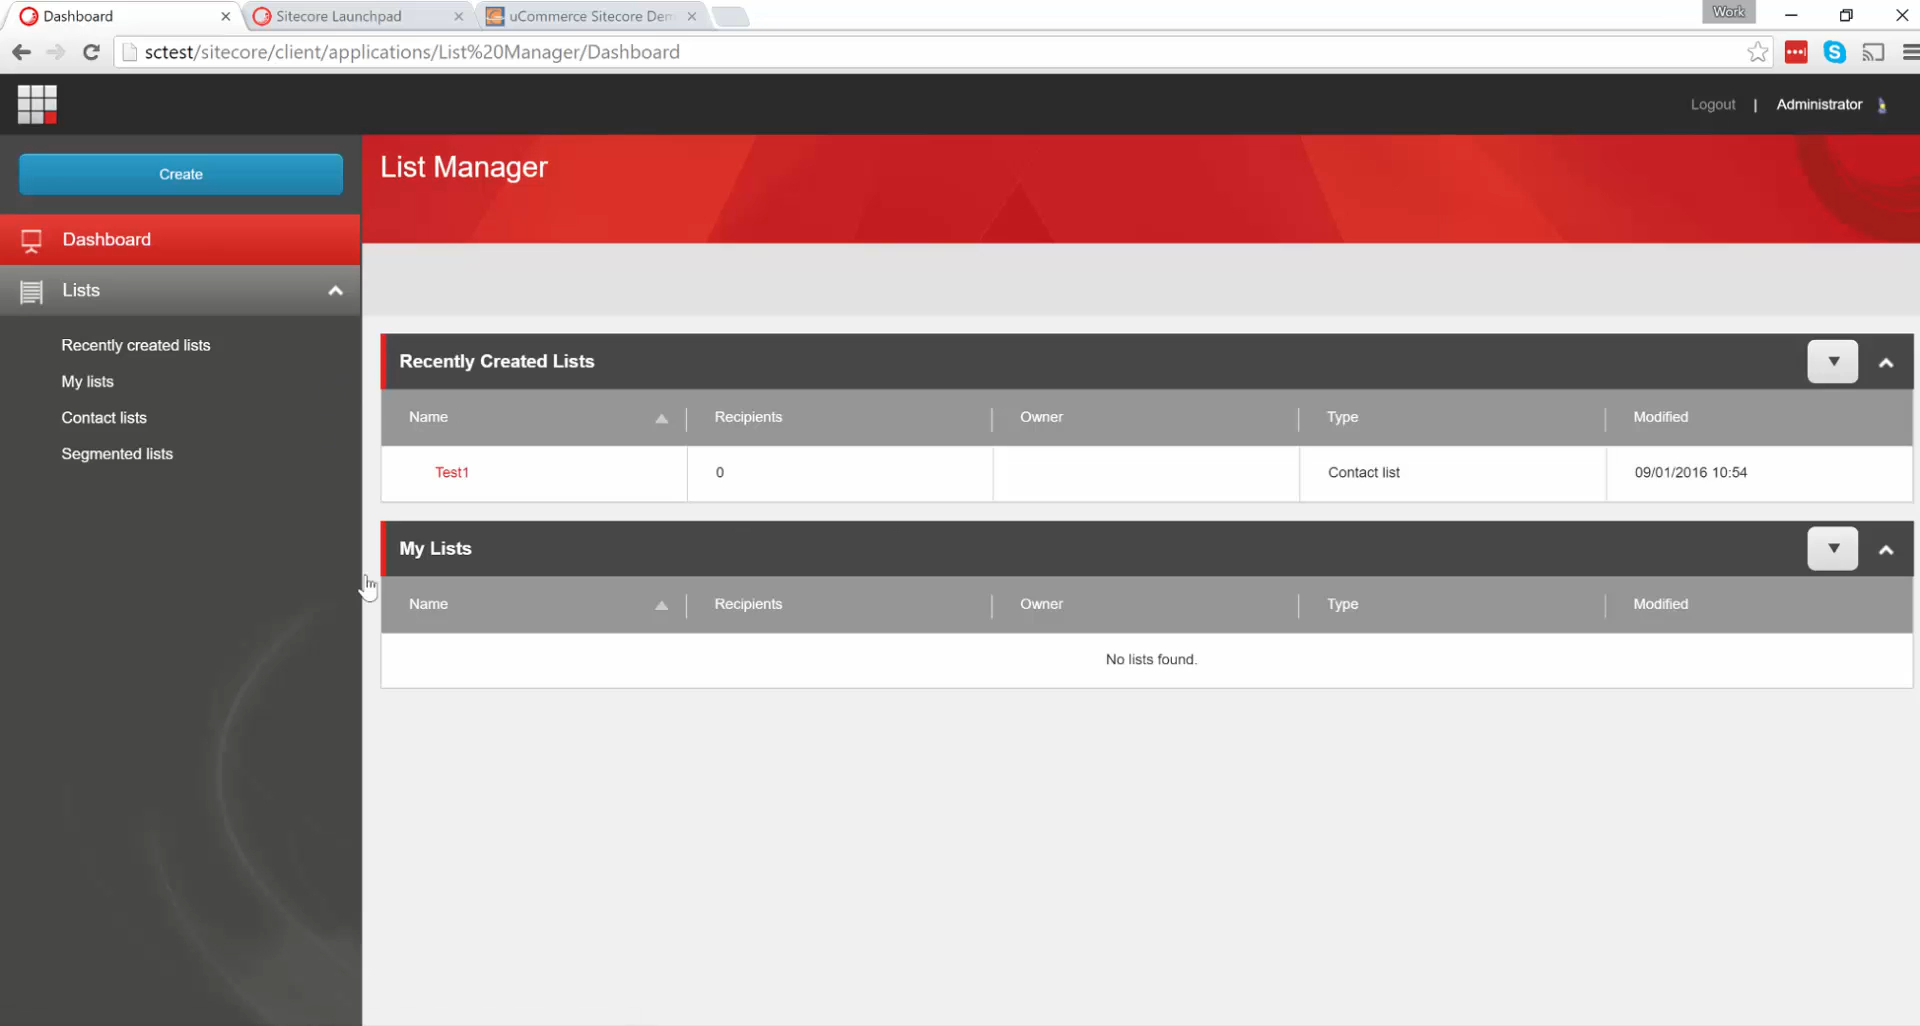 Dashboard
Sitecore Launchpad
uCommerce Sitecore Dem
Work
sctest/sitecore/client/applications/List%20Manager/Dashboard
Logout | Administrator
Create
List Manager
Dashboard
Lists
Recently created lists
My lists
Contact lists
Segmented lists
Recently Created Lists
Name Recipients Owner Type Modified
Test1 0 Contact list 09/01/2016 10:54
My Lists
Name Recipients Owner Type Modified
No lists found.